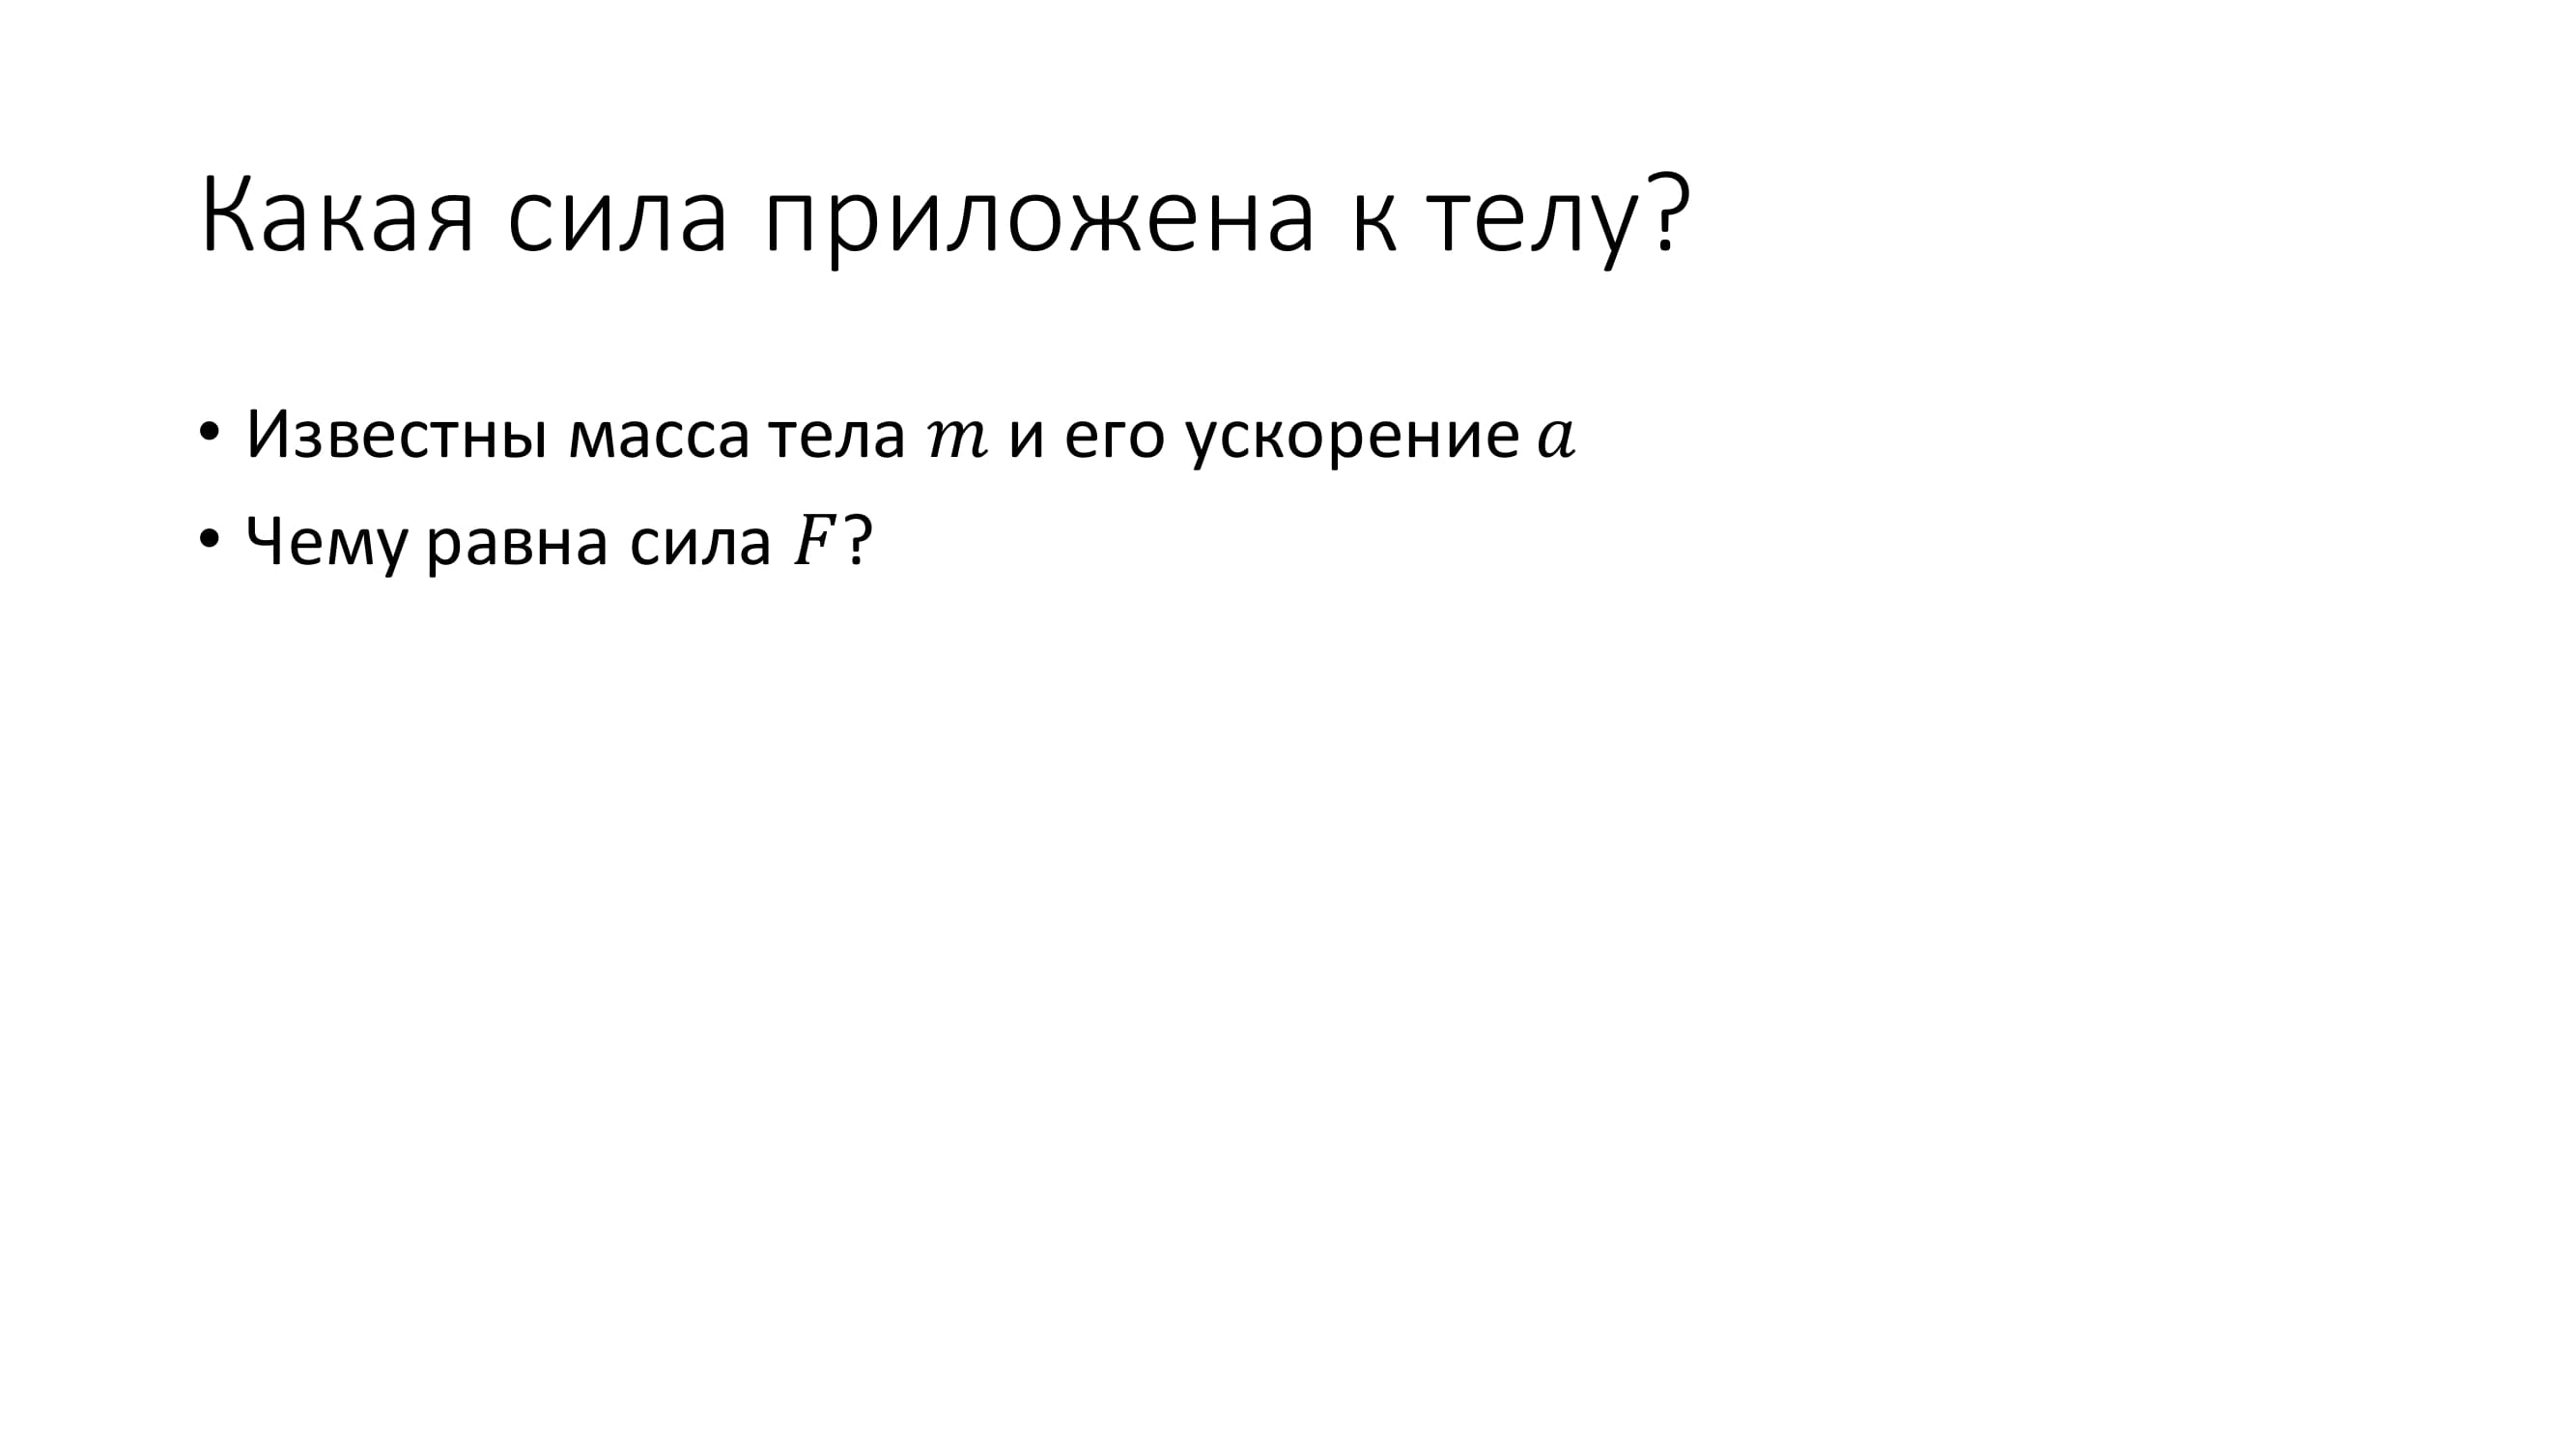 Какая сила приложена к телу?
• Известны масса тела m и его ускорение a
• Чему равна сила F?